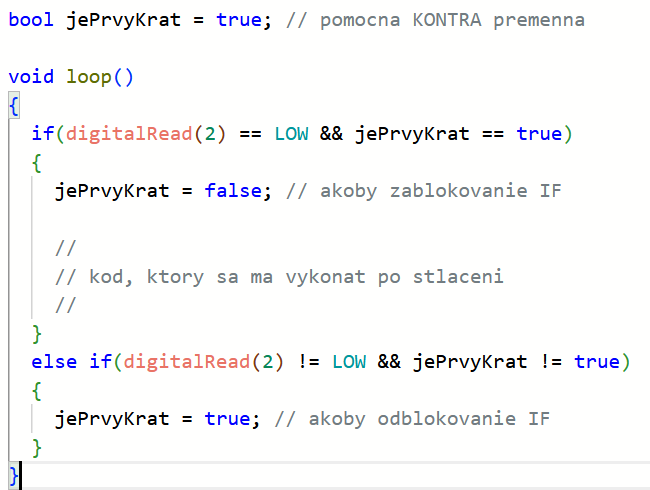 bool jePrvyKrat = true; // pomocna KONTRA premenna
void loop()
{
if(digitalRead(2) == LOW && jePrvyKrat == true)
{
jePrvyKrat = false; // akoby zablokovanie IF
//
// kod, ktory sa ma vykonat po stlaceni
//
}
else if(digitalRead(2) != LOW && jePrvyKrat != true)
{
jePrvyKrat = true; // akoby odblokovanie IF
}
}